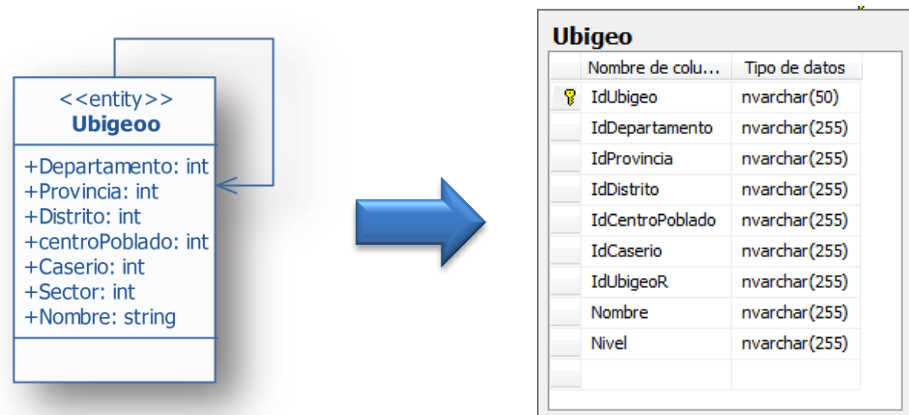 <<entity>>
Ubigeoo
+Departamento: int
+Provincia: int
+Distrito: int
+centroPoblado: int
+Caserio: int
+Sector: int
+Nombre: string
Ubigeo
Nombre de colu... Tipo de datos
IdUbigeo nvarchar(50)
IdDepartamento nvarchar(255)
IdProvincia nvarchar(255)
IdDistrito nvarchar(255)
IdCentroPoblado nvarchar(255)
IdCaserio nvarchar(255)
IdUbigeoR nvarchar(255)
Nombre nvarchar(255)
Nivel nvarchar(255)